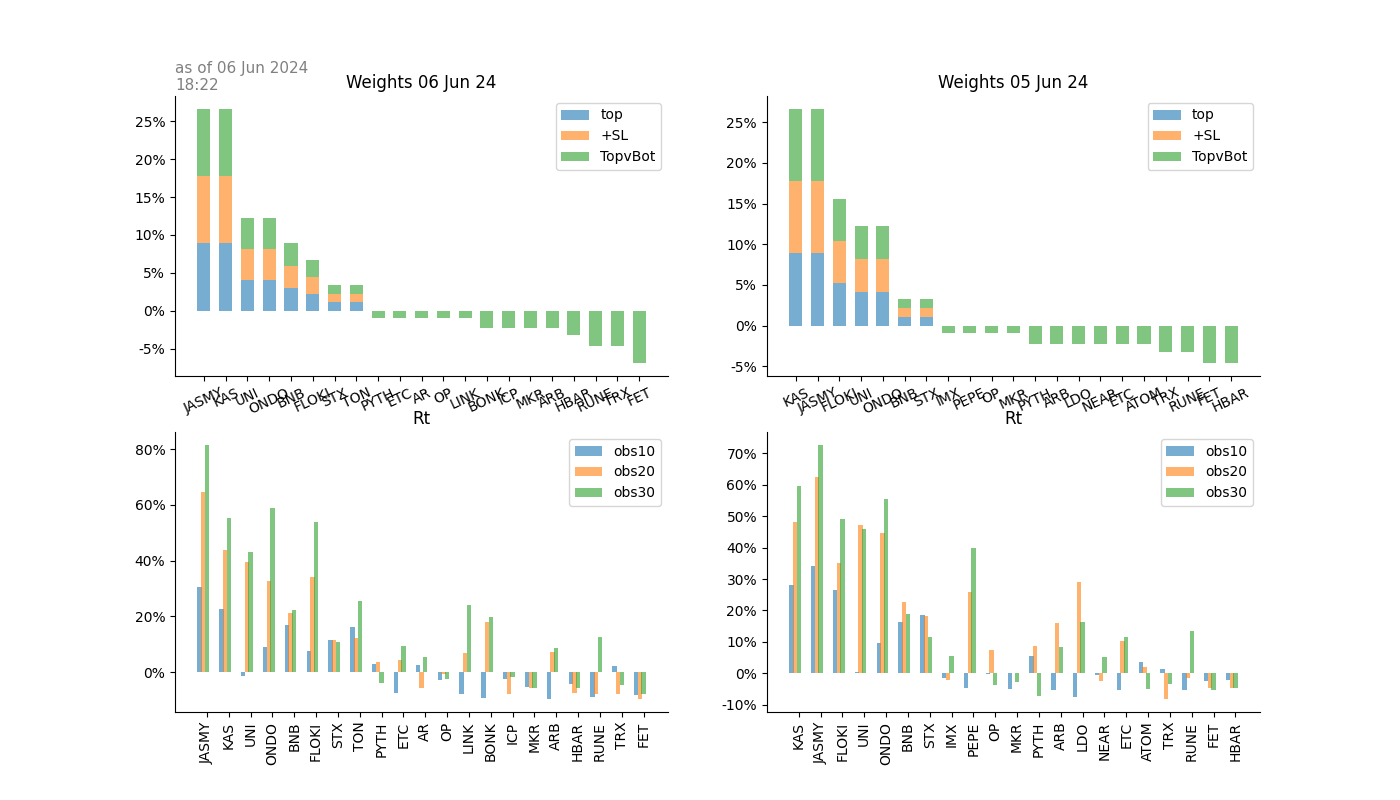 as of 06 Jun 2024
18:22
Weights 06 Jun 24
25%
20%
15%
10%
5%
0%
-5%
top
+SL
TopvBot
JASMY KAS UNI ONDO BNB FLOKI STX TON PYTH ETC AR OP LINK BONK ICP MKR ARB HBAR RUNE TRX FET
Weights 05 Jun 24
25%
20%
15%
10%
5%
0%
-5%
top
+SL
TopvBot
KAS JASMY FLOKI UNI ONDO BNB STX IMX PEPE OP MKR PYTH ARB LDO NEAR ETC ATOM TRX RUNE FET HBAR
Rt
80%
60%
40%
20%
0%
obs10
obs20
obs30
JASMY KAS UNI ONDO BNB FLOKI STX TON PYTH ETC AR OP LINK BONK ICP MKR ARB HBAR RUNE TRX FET
Rt
70%
60%
50%
40%
30%
20%
10%
0%
-10%
obs10
obs20
obs30
KAS JASMY FLOKI UNI ONDO BNB STX IMX PEPE OP MKR PYTH ARB LDO NEAR ETC ATOM TRX RUNE FET HBAR